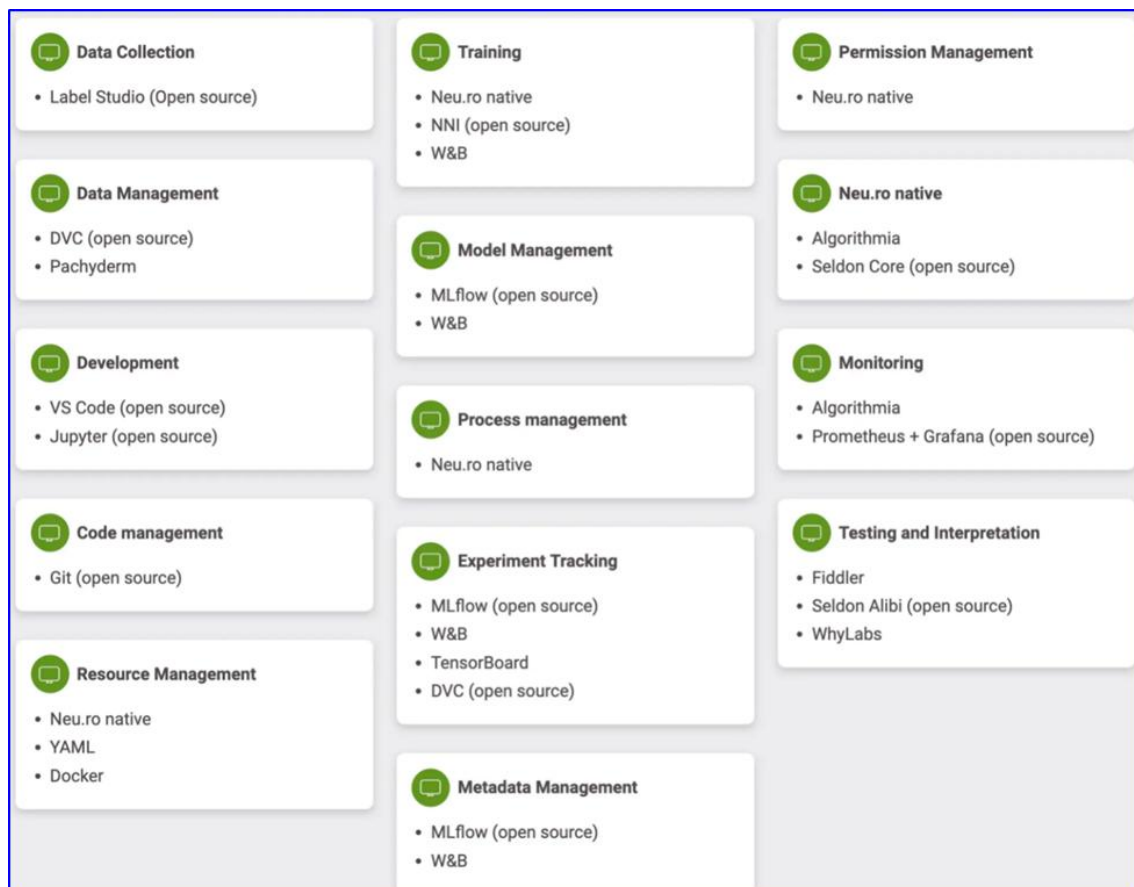 Data Collection
• Label Studio (Open source)
Data Management
• DVC (open source)
• Pachyderm
Development
• VS Code (open source)
• Jupyter (open source)
Code management
• Git (open source)
Resource Management
• Neu.ro native
• YAML
• Docker
Training
• Neu.ro native
• NNI (open source)
• W&B
Model Management
• MLflow (open source)
• W&B
Process management
• Neu.ro native
Experiment Tracking
• MLflow (open source)
• W&B
• TensorBoard
• DVC (open source)
Metadata Management
• MLflow (open source)
• W&B
Permission Management
• Neu.ro native
Neu.ro native
• Algorithmia
• Seldon Core (open source)
Monitoring
• Algorithmia
• Prometheus + Grafana (open source)
Testing and Interpretation
• Fiddler
• Seldon Alibi (open source)
• WhyLabs